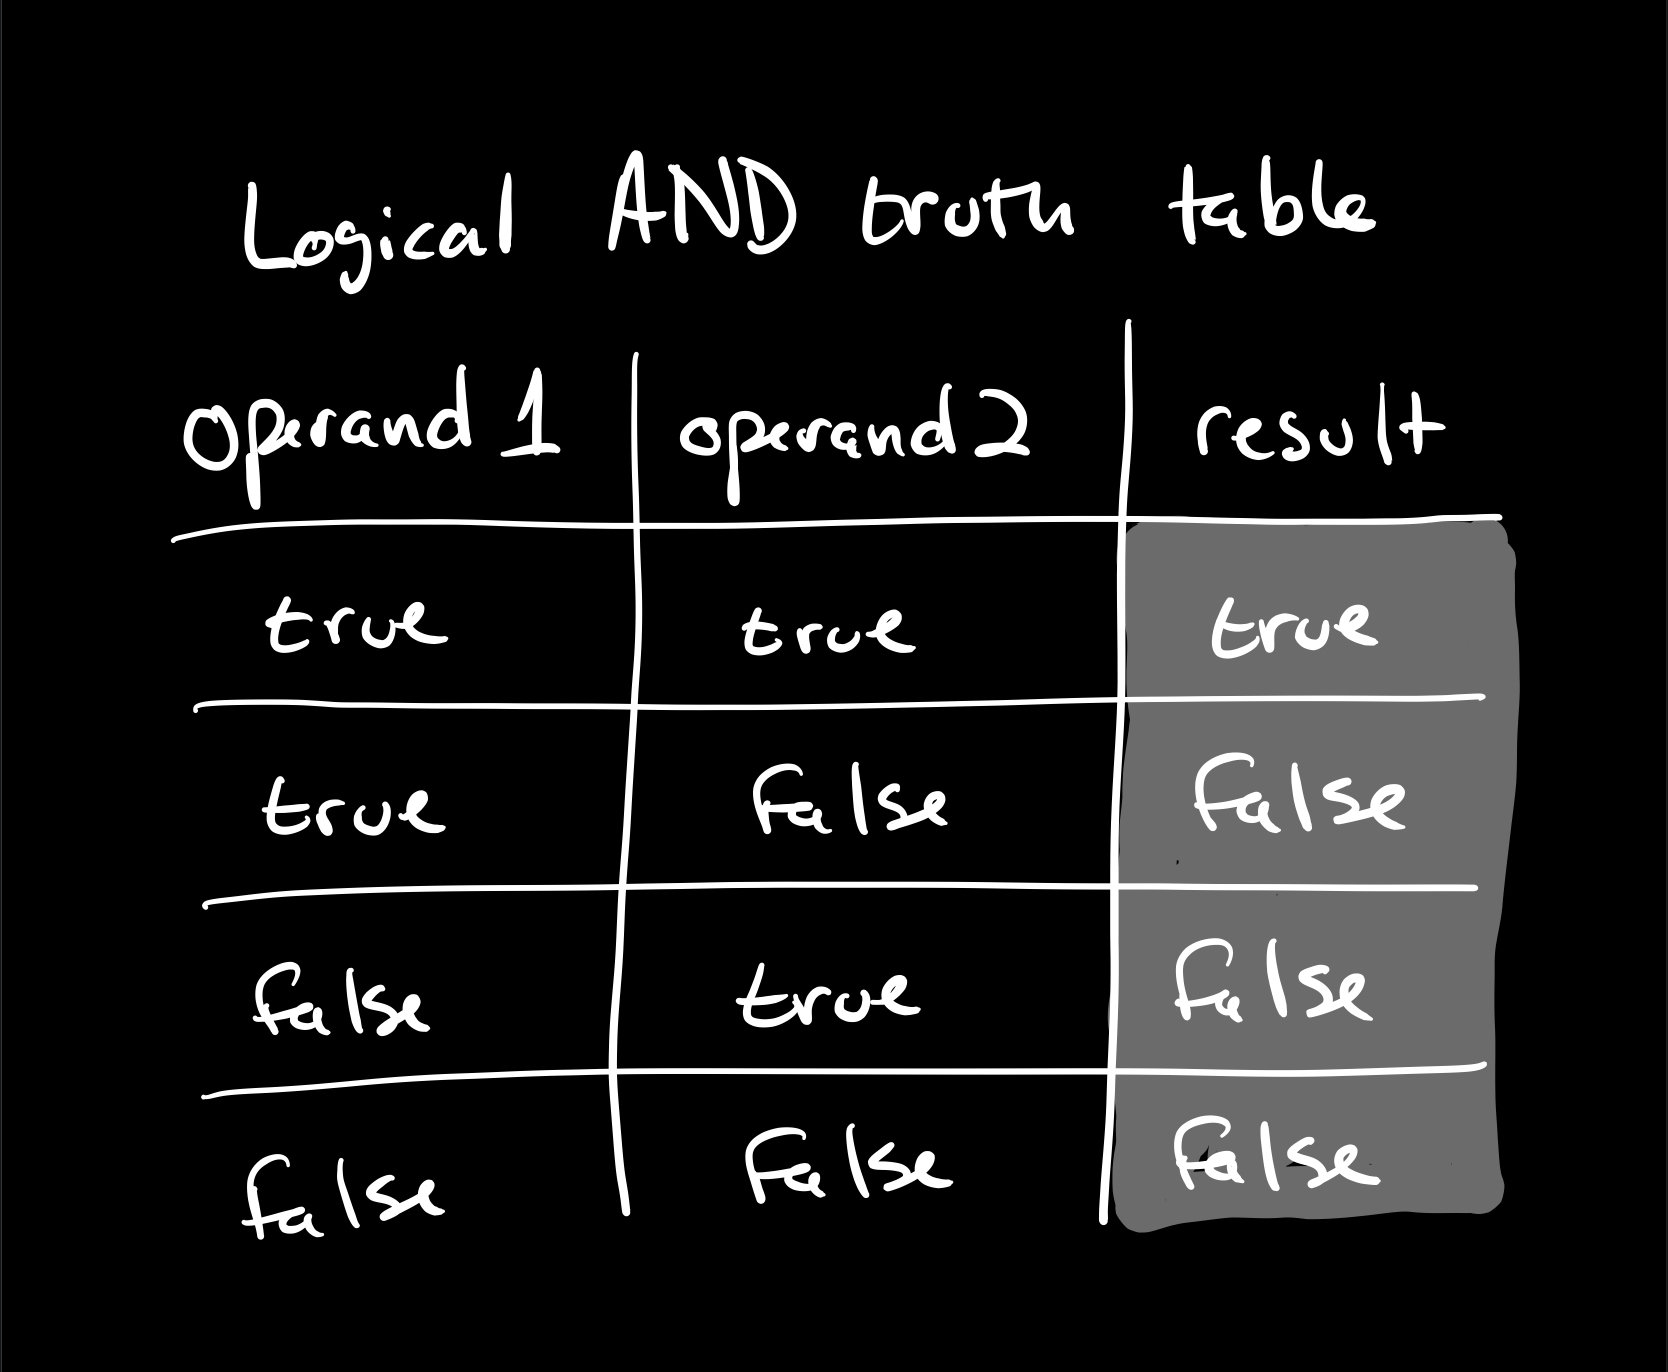 Logical AND truth table
operand 1 operand 2 result
true true true
true False False
False true False
False False False